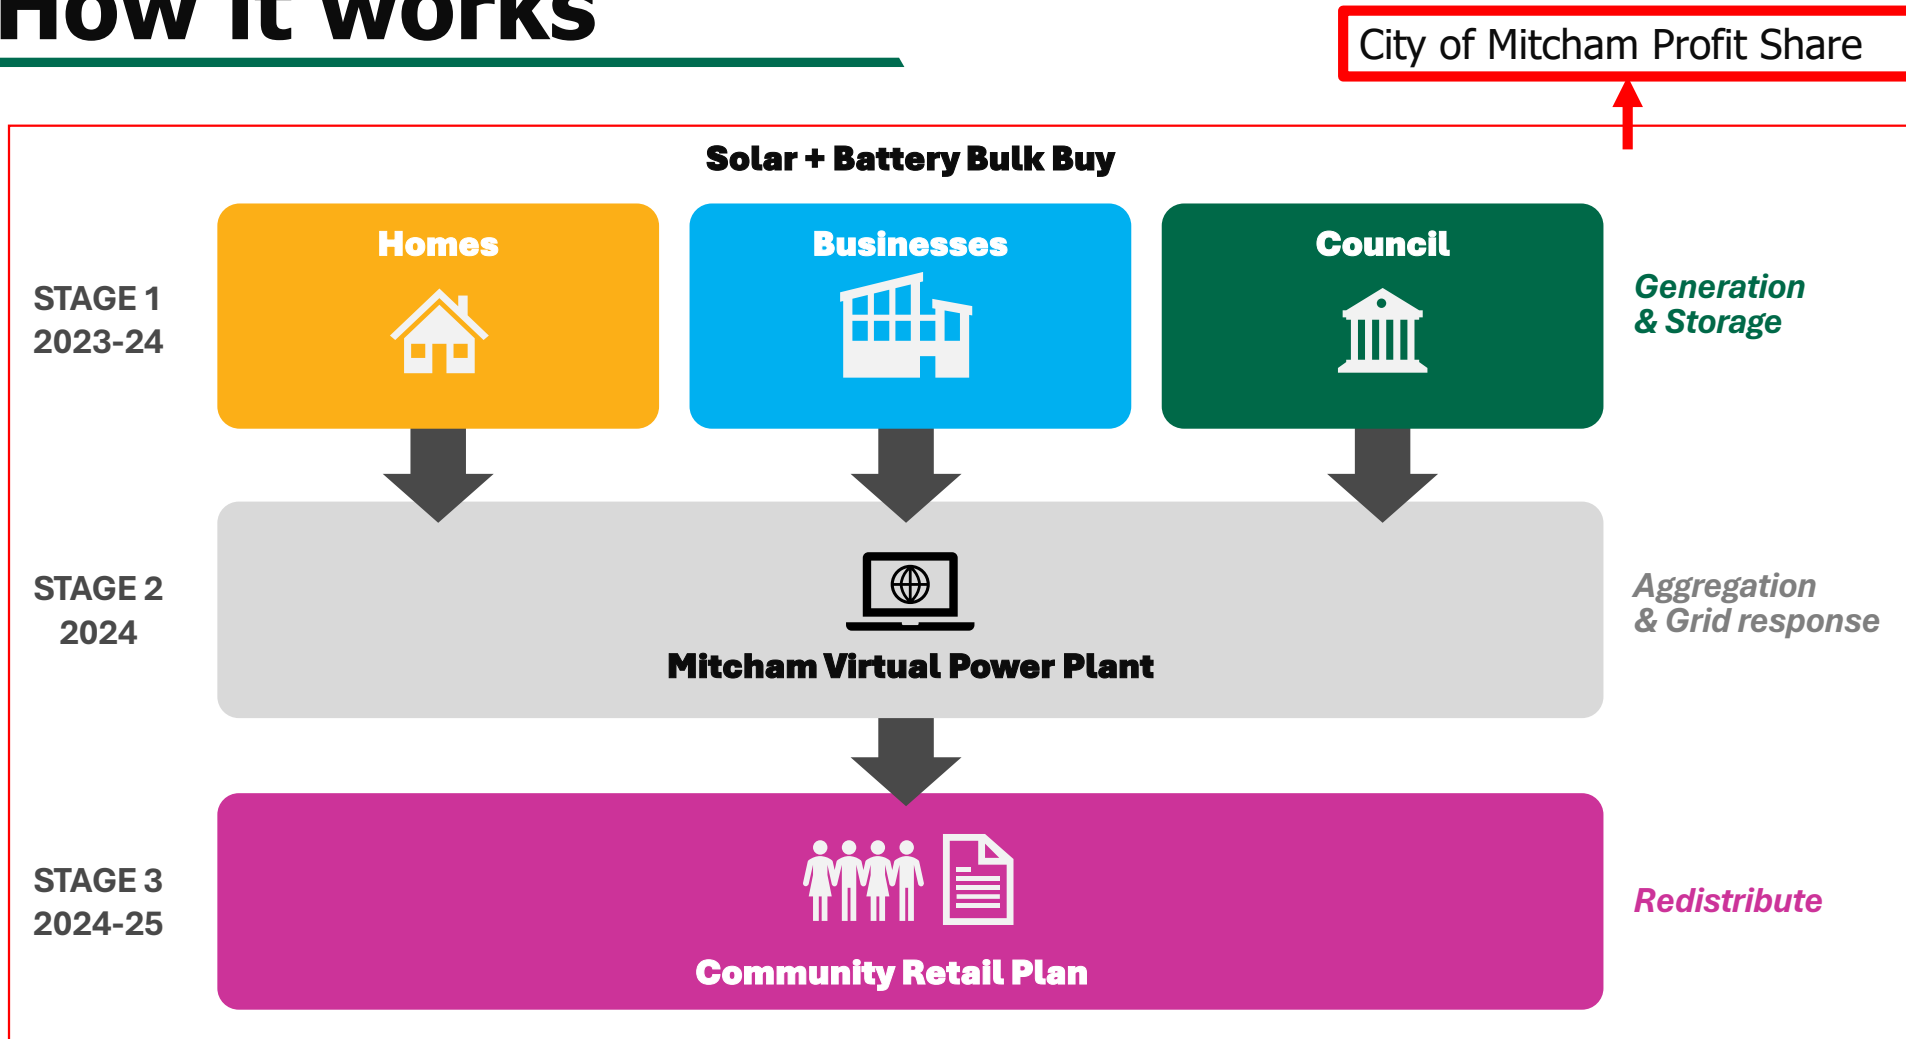 How it works
City of Mitcham Profit Share
Solar + Battery Bulk Buy
STAGE 1
2023-24
Homes
Businesses
Council
Generation
& Storage
STAGE 2
2024
Mitcham Virtual Power Plant
Aggregation
& Grid response
STAGE 3
2024-25
Community Retail Plan
Redistribute